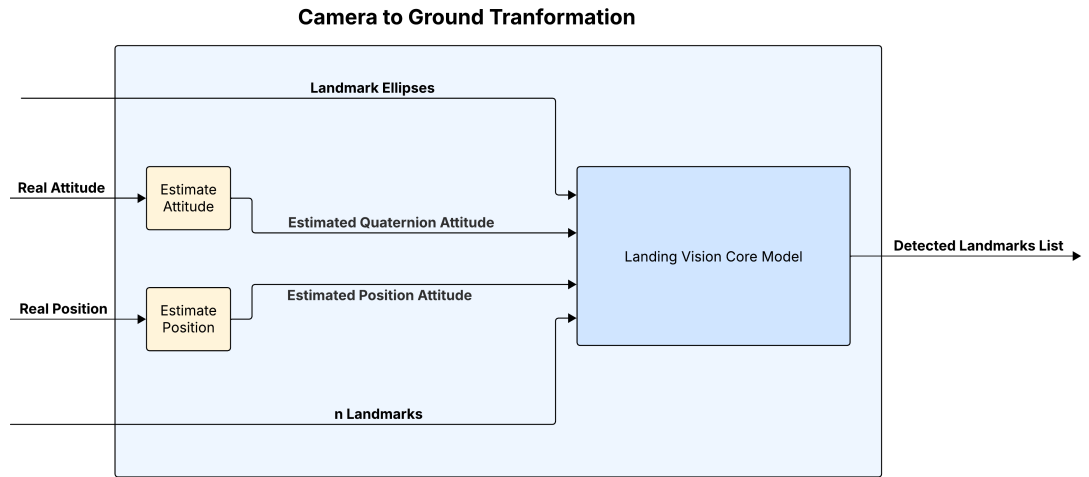 Camera to Ground Tranformation
Landmark Ellipses
Real Attitude
Estimate
Attitude
Estimated Quaternion Attitude
Landing Vision Core Model
Detected Landmarks List
Real Position
Estimate
Position
Estimated Position Attitude
n Landmarks